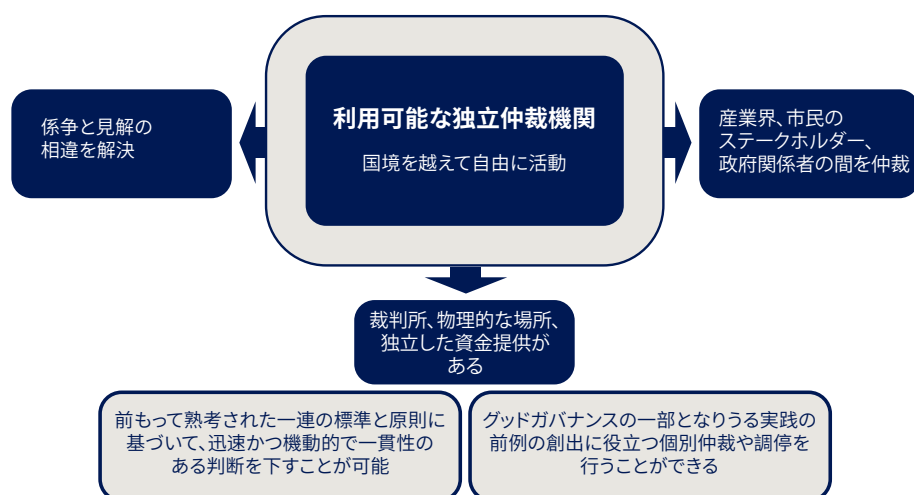 利用可能な独立仲裁機関
国境を越えて自由に活動
係争と見解の
相違を解決
産業界、市民の
ステークホルダー、
政府関係者の間を仲裁
裁判所、物理的な場所、
独立した資金提供が
ある
前もって熟考された一連の標準と原則に
基づいて、迅速かつ機動的で一貫性の
ある判断を下すことが可能
グッドガバナンスの一部となりうる実践の
前例の創出に役立つ個別仲裁や調停を
行うことができる